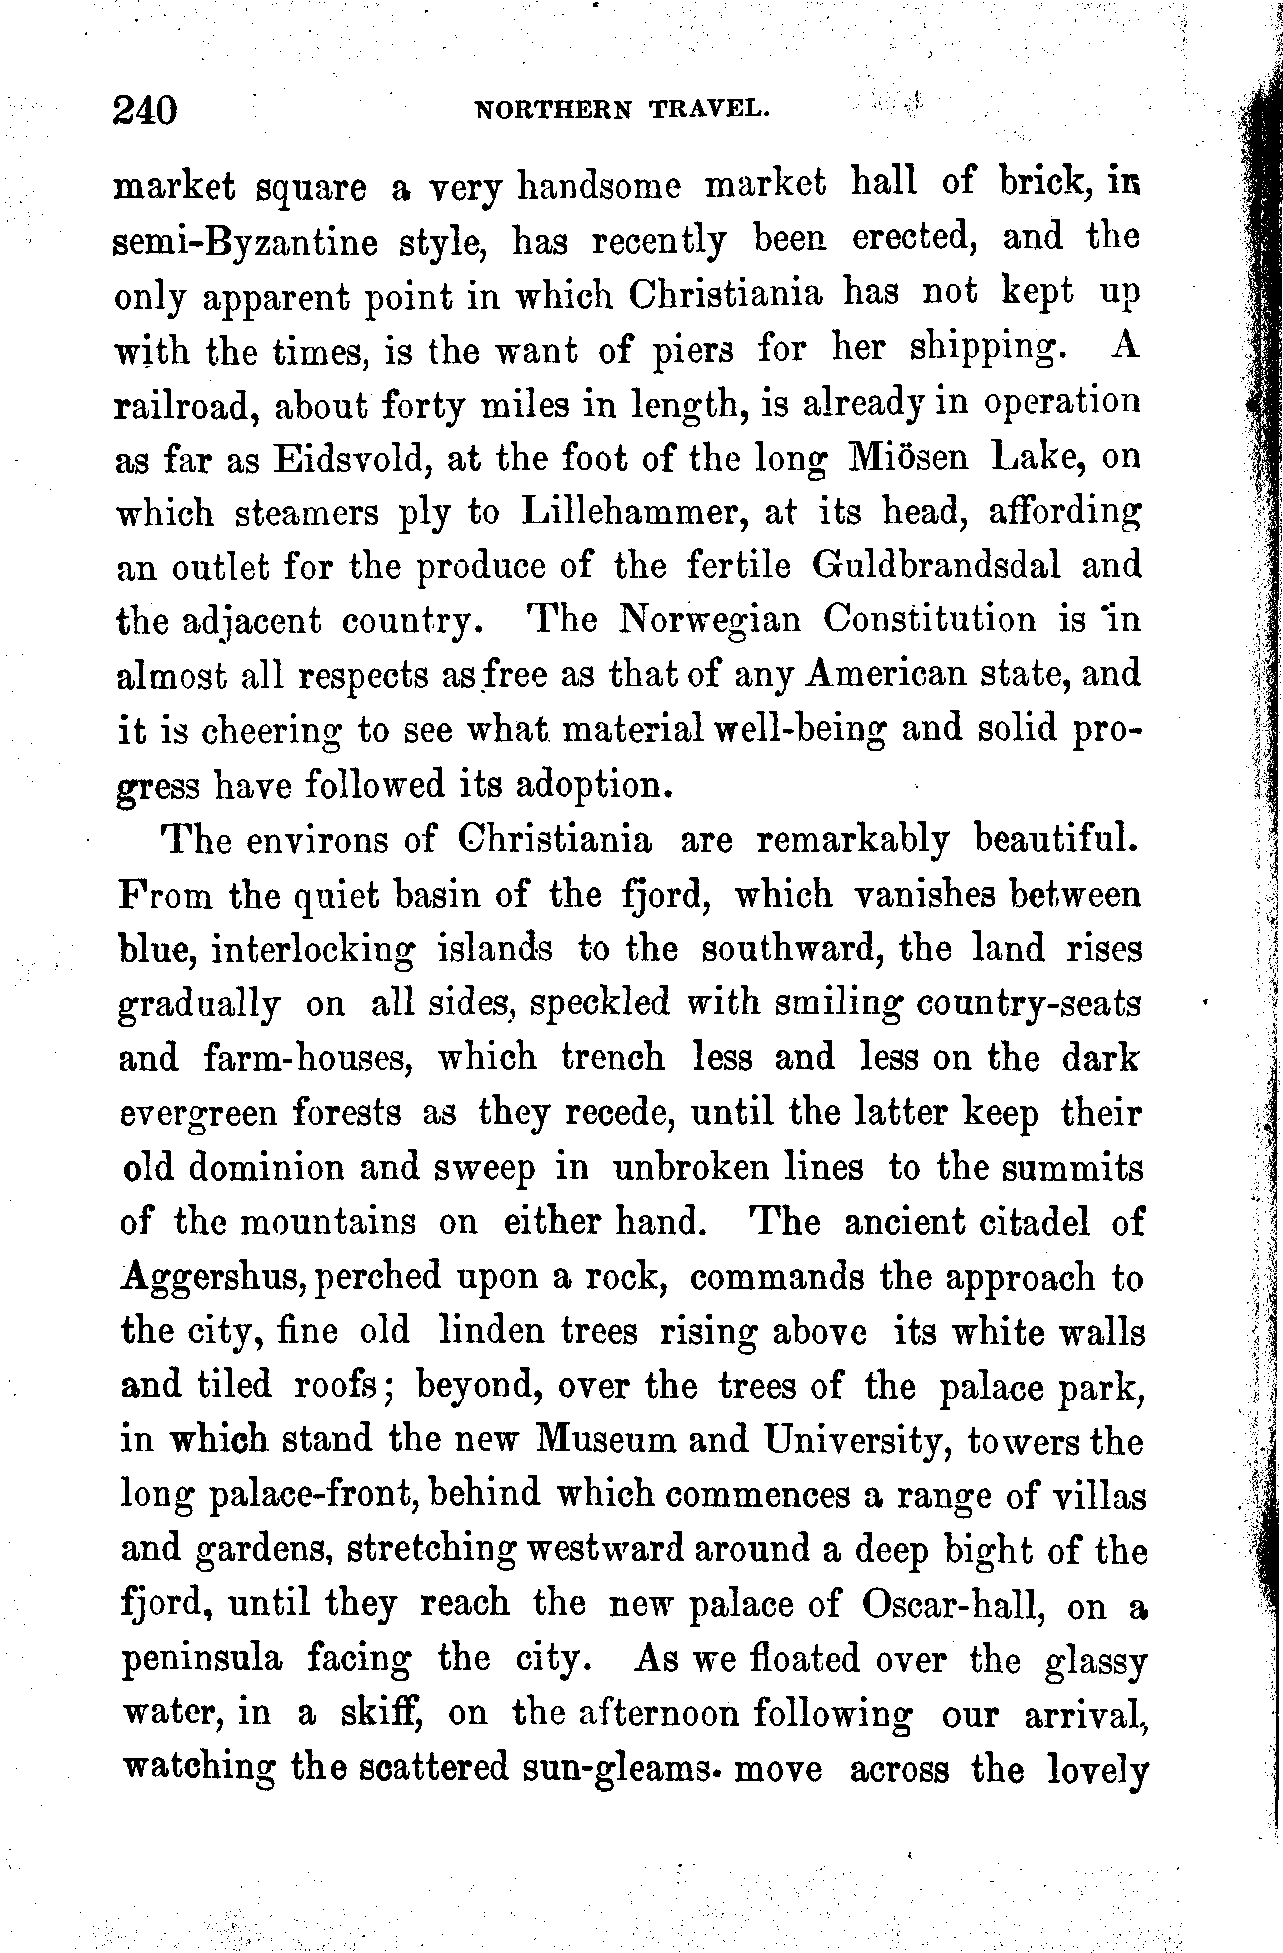 240 NORTHERN TRAVEL.
market square a very handsome market hall of brick, in
semi-Byzantine style, has recently been erected, and the
only apparent point in which Christiania has not kept up
with the times, is the want of piers for her shipping. A
railroad, about forty miles in length, is already in operation
as far as Eidsvold, at the foot of the long Miösen Lake, on
which steamers ply to Lillehammer, at its head, affording
an outlet for the produce of the fertile Guldbrandsdal and
the adjacent country. The Norwegian Constitution is in
almost all respects as free as that of any American state, and
it is cheering to see what material well-being and solid pro-
gress have followed its adoption.
The environs of Christiania are remarkably beautiful.
From the quiet basin of the fjord, which vanishes between
blue, interlocking islands to the southward, the land rises
gradually on all sides, speckled with smiling country-seats
and farm-houses, which trench less and less on the dark
evergreen forests as they recede, until the latter keep their
old dominion and sweep in unbroken lines to the summits
of the mountains on either hand. The ancient citadel of
Aggershus, perched upon a rock, commands the approach to
the city, fine old linden trees rising above its white walls
and tiled roofs; beyond, over the trees of the palace park,
in which stand the new Museum and University, towers the
long palace-front, behind which commences a range of villas
and gardens, stretching westward around a deep bight of the
fjord, until they reach the new palace of Oscar-hall, on a
peninsula facing the city. As we floated over the glassy
water, in a skiff, on the afternoon following our arrival,
watching the scattered sun-gleams move across the lovely